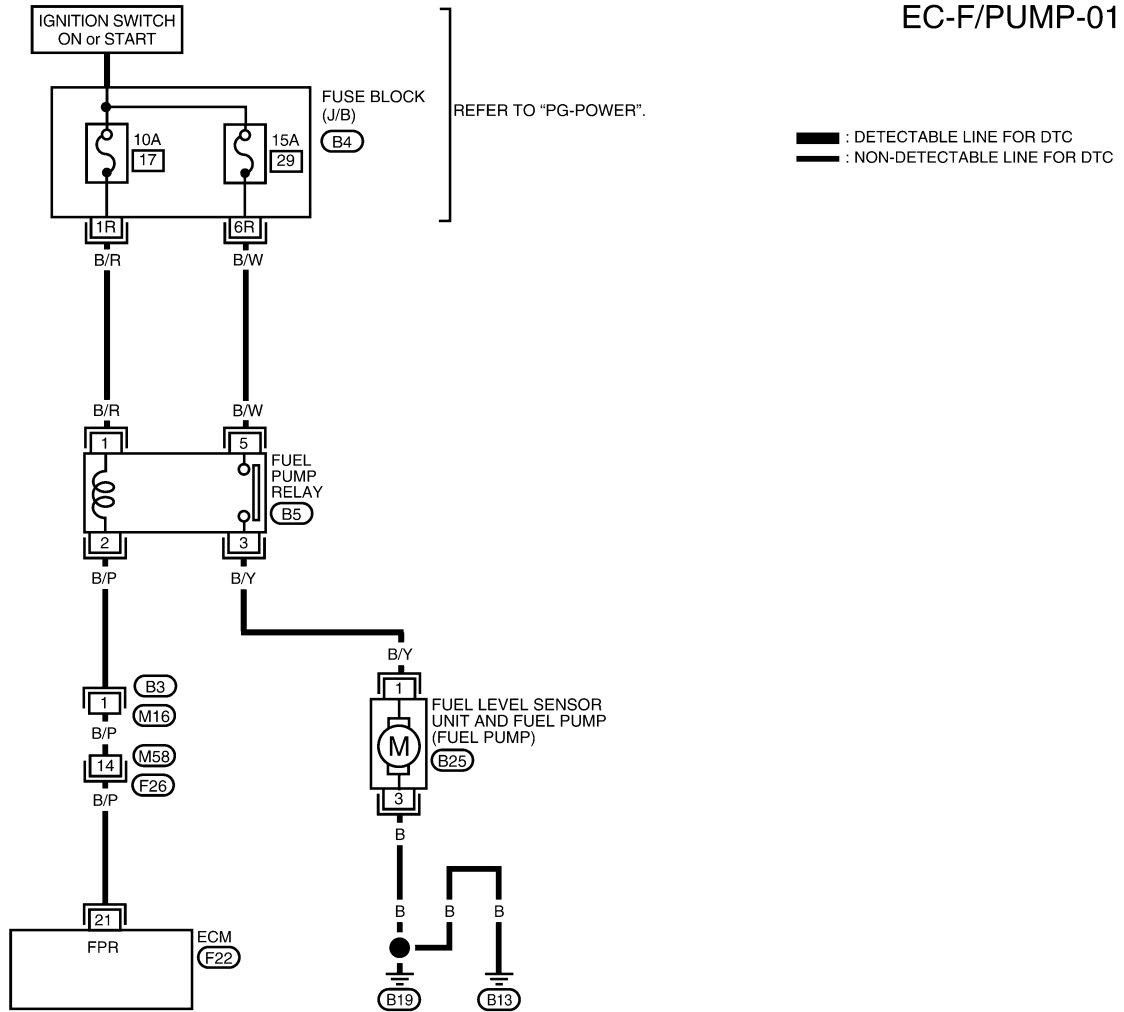 EC-F/PUMP-01
IGNITION SWITCH
ON or START
FUSE BLOCK
(J/B)
B4
REFER TO “PG-POWER”.
: DETECTABLE LINE FOR DTC
: NON-DETECTABLE LINE FOR DTC
10A
17
15A
29
1R
6R
B/R
B/W
B/R
B/W
1
5
FUEL
PUMP
RELAY
B5
2
3
B/P
B/Y
B/Y
1
B3
M16
B/P
14
M58
F26
B/P
1
FUEL LEVEL SENSOR
UNIT AND FUEL PUMP
(FUEL PUMP)
M
B25
3
B
B
B
B
21
FPR
ECM
F22
B19
B13